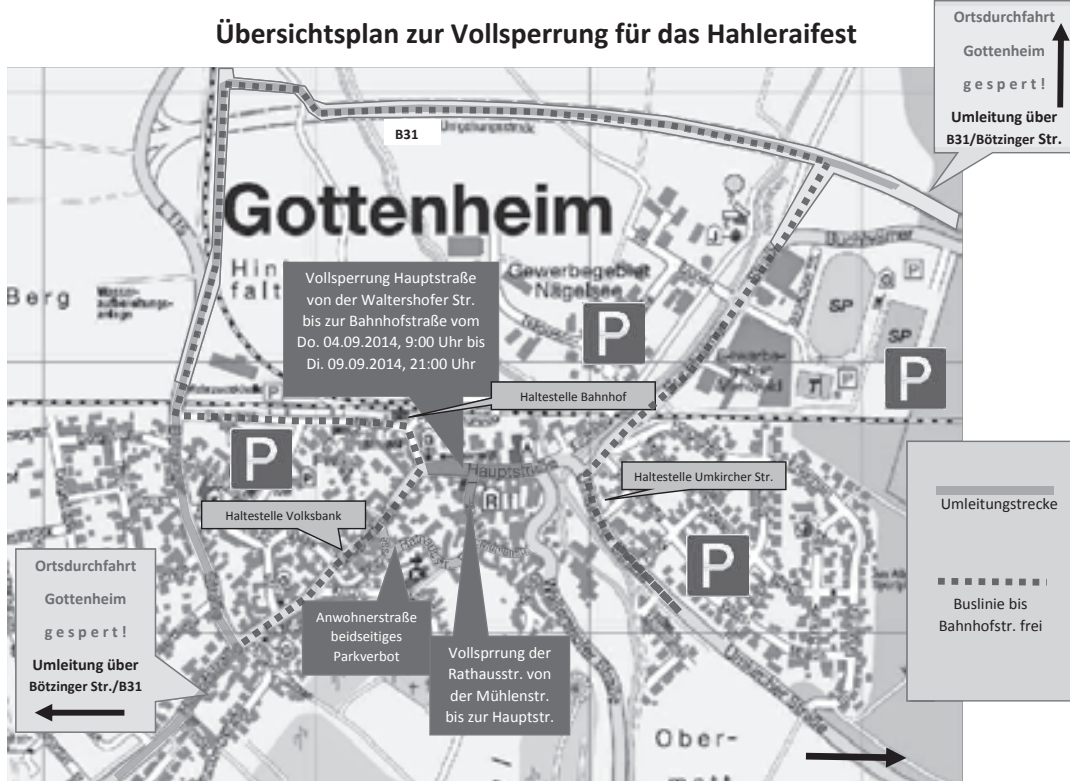 Übersichtsplan zur Vollsperrung für das Hahleraifest
Ortsdurchfahrt
Gottenheim
gespert!
Umleitung über
B31/Bötzinger Str.
B31
Gottenheim
Gewerbegebiet
Nägelsee
Berg
Vollsperrung Hauptstraße
von der Waltershofer Str.
bis zur Bahnhofstraße vom
Do. 04.09.2014, 9:00 Uhr bis
Di. 09.09.2014, 21:00 Uhr
P
SP
SP
P
P
P
P
Haltestelle Bahnhof
P
Hauptstr
Haltestelle Umkircher Str.
R
Haltestelle Volksbank
P
Umleitungstrecke
Buslinie bis
Bahnhofstr. frei
Ortsdurchfahrt
Gottenheim
gespert!
Umleitung über
Bötzinger Str./B31
Anwohnerstraße
beidseitiges
Parkverbot
Vollsprrung der
Rathausstr. von
der Mühlenstr.
bis zur Hauptstr.
Ober-